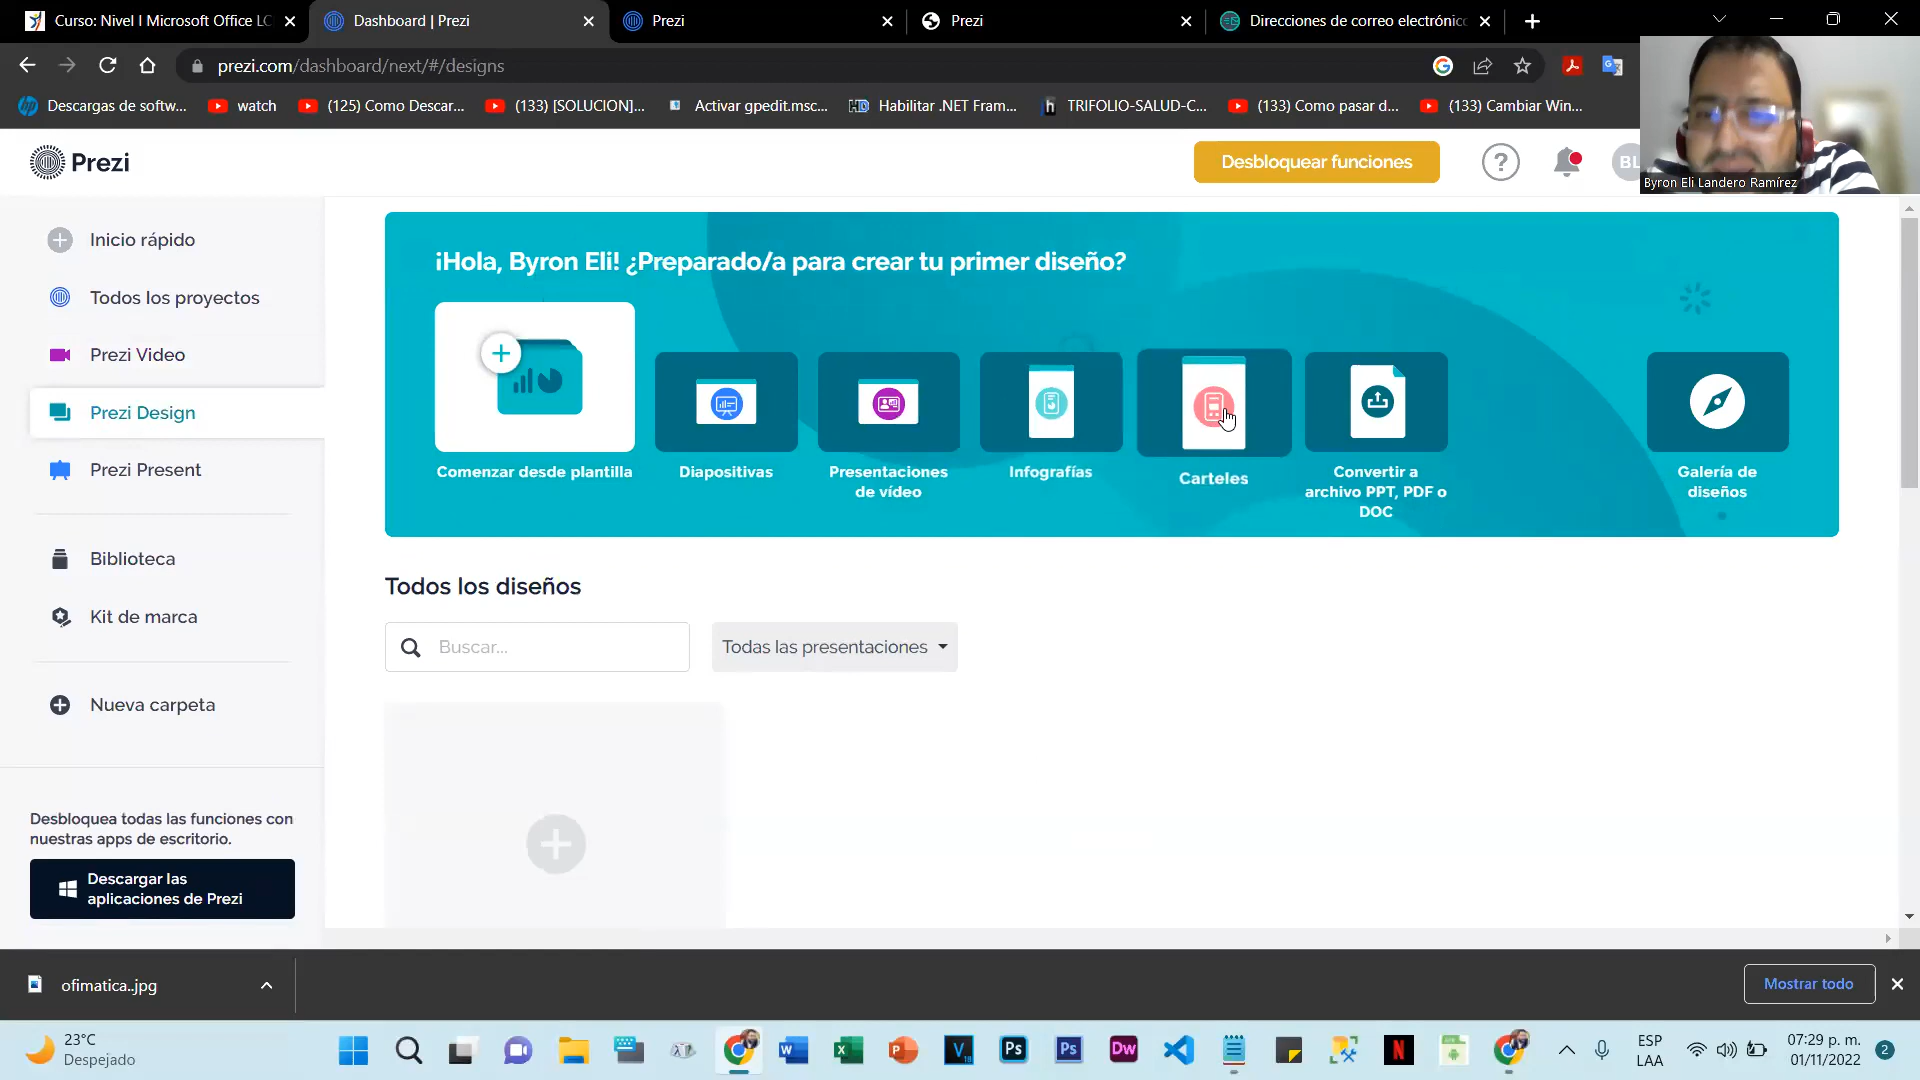 Curso: Nivel I Microsoft Office LC
Dashboard | Prezi
Prezi
Prezi
Direcciones de correo electrónic
prezi.com/dashboard/next/#/designs
Descargas de softw...
watch
(125) Como Descar...
(133) [SOLUCION]...
Activar gpedit.msc...
Habilitar .NET Fram...
TRIFOLIO-SALUD-C...
(133) Como pasar d...
(133) Cambiar Win...
Prezi
Desbloquear funciones
BL
Byron Eli Landero Ramírez
Inicio rápido
Todos los proyectos
Prezi Video
Prezi Design
Prezi Present
Biblioteca
Kit de marca
Nueva carpeta
Desbloquea todas las funciones con
nuestras apps de escritorio.
Descargar las
aplicaciones de Prezi
¡Hola, Byron Eli! ¿Preparado/a para crear tu primer diseño?
Comenzar desde plantilla
Diapositivas
Presentaciones
de vídeo
Infografías
Carteles
Convertir a
archivo PPT, PDF o
DOC
Galería de
diseños
Todos los diseños
Buscar...
Todas las presentaciones
ofimatica..jpg
Mostrar todo
23°C
Despejado
ESP
LAA
07:29 p. m.
01/11/2022
2